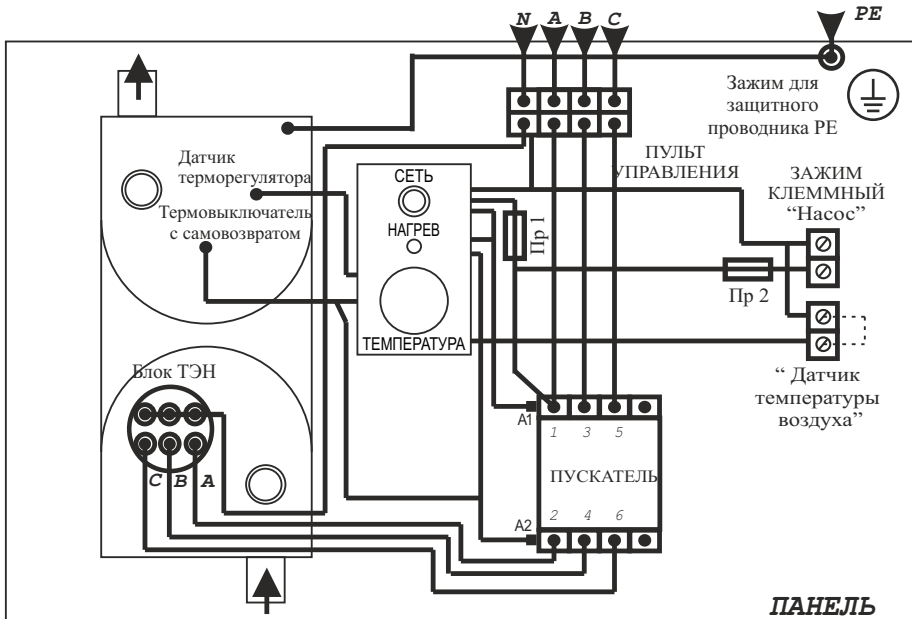 N A B C
PE
Зажим для
защитного
проводника PE
ПУЛЬТ
УПРАВЛЕНИЯ
ЗАЖИМ
КЛЕММНЫЙ
“Насос”
Датчик
терморегулятора
Термовыключатель
с самовозвратом
СЕТЬ
НАГРЕВ
ТЕМПЕРАТУРА
Пр 1
Пр 2
“ Датчик
температуры
воздуха”
Блок ТЭН
C B A
A1
1 3 5
ПУСКАТЕЛЬ
2 4 6
A2
ПАНЕЛЬ